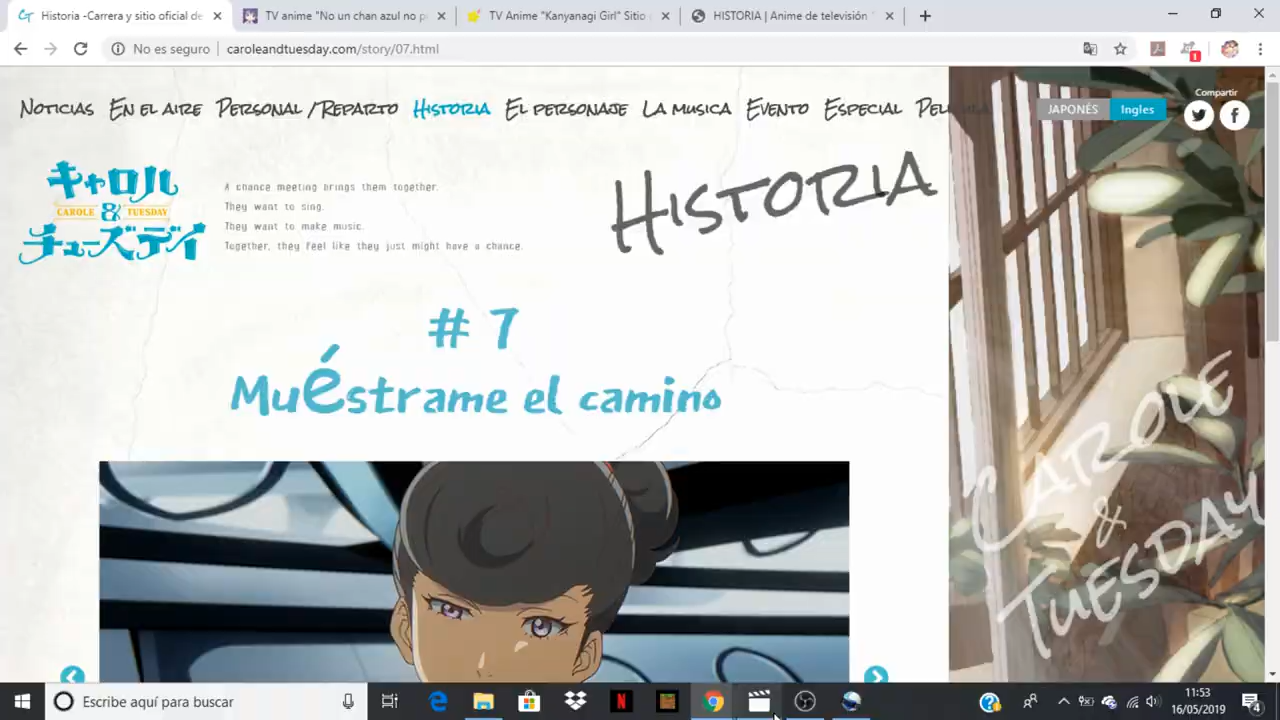 Historia -Carrera y sitio oficial de
TV anime "No un chan azul no p
TV Anime "Kanyanagi Girl" Sitio
HISTORIA | Anime de televisión
No es seguro
caroleandtuesday.com/story/07.html
1
NOTICIAS EN EL AIRE PERSONAL / REPARTO HISTORIA EL PERSONAJE LA MUSICA EVENTO ESPECIAL
JAPONÉS
Ingles
Compartir
キャロル
CAROLE & TUESDAY
チューズデイ
A chance meeting brings them together.
They want to sing.
They want to make music.
Together, they feel like they just might have a chance.
HISTORIA
# 7
Muéstrame el camino
CAROLE
&
TUESDAY
Escribe aquí para buscar
11:53
16/05/2019
4